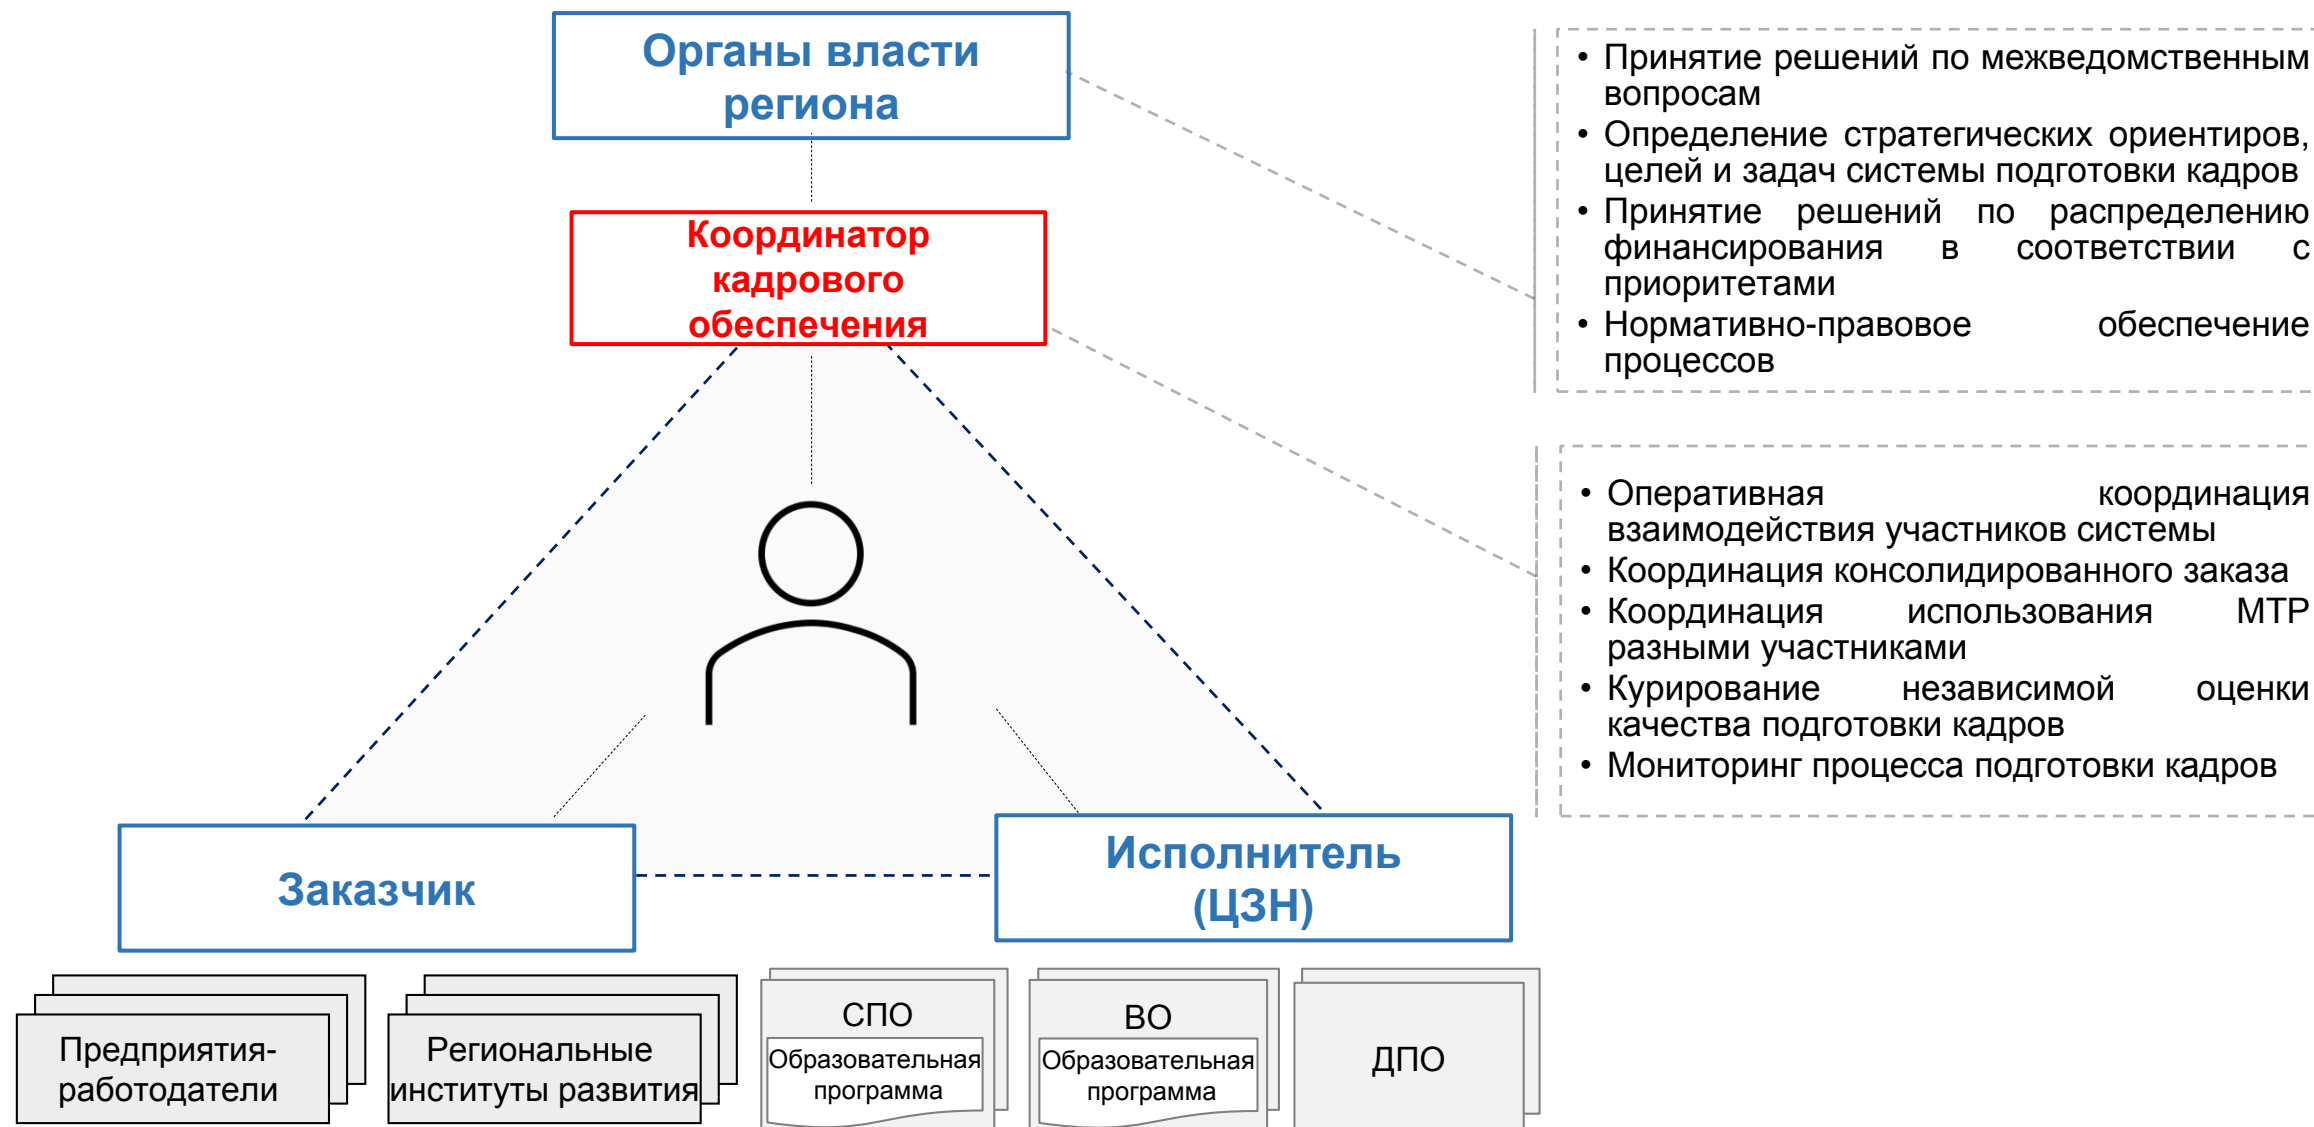 Органы власти
региона
• Принятие решений по межведомственным
вопросам
• Определение стратегических ориентиров,
целей и задач системы подготовки кадров
• Принятие решений по распределению
финансирования в соответствии с
приоритетами
• Нормативно-правовое обеспечение
процессов
Координатор
кадрового
обеспечения
• Оперативная координация
взаимодействия участников системы
• Координация консолидированного заказа
• Координация использования МТР
разными участниками
• Курирование независимой оценки
качества подготовки кадров
• Мониторинг процесса подготовки кадров
Заказчик
Исполнитель
(ЦЗН)
Предприятия-
работодатели
Региональные
институты развития
СПО
Образовательная
программа
ВО
Образовательная
программа
ДПО